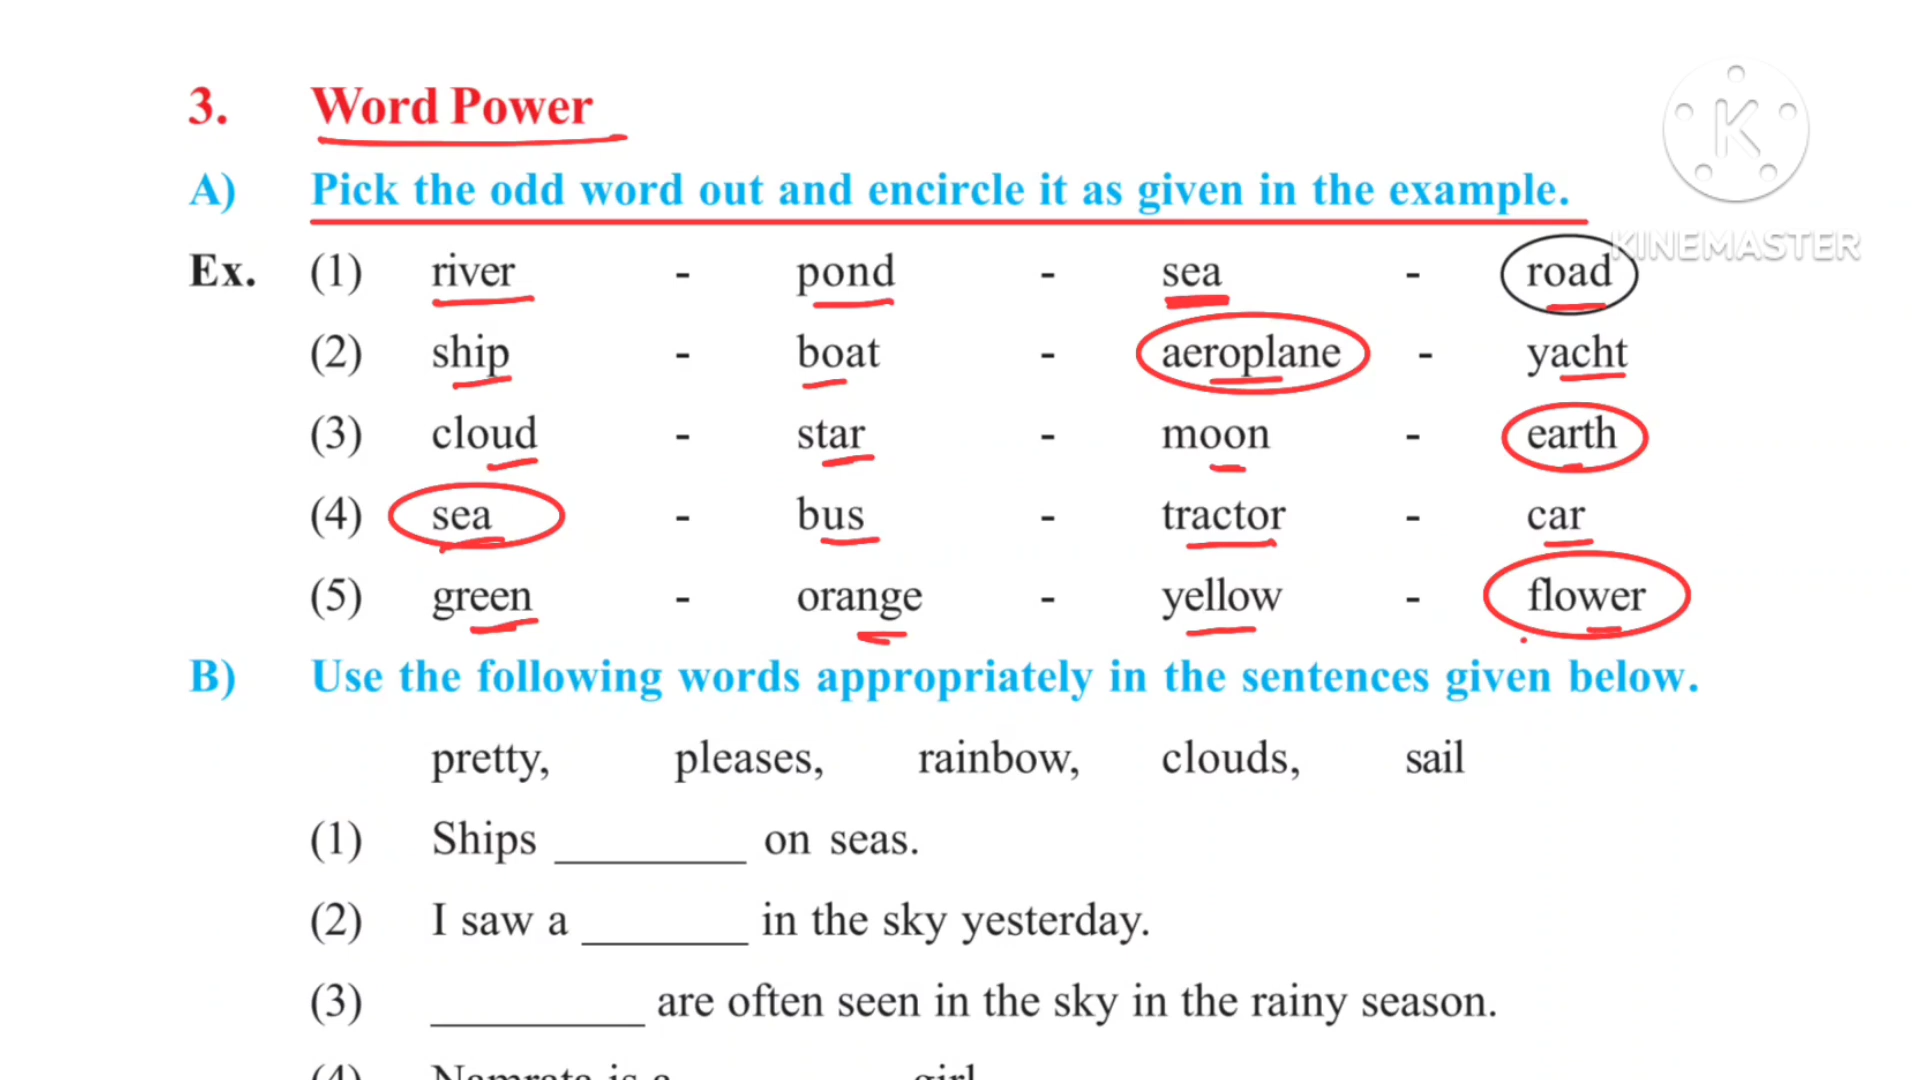 3. Word Power
K
A) Pick the odd word out and encircle it as given in the example.
KINEMASTER
Ex. (1) river - pond - sea - road
(2) ship - boat - aeroplane - yacht
(3) cloud - star - moon - earth
(4) sea - bus - tractor - car
(5) green - orange - yellow - flower
B) Use the following words appropriately in the sentences given below.
pretty, pleases, rainbow, clouds, sail
(1) Ships ________ on seas.
(2) I saw a _______ in the sky yesterday.
(3) _________ are often seen in the sky in the rainy season.
(4) Namrata is a girl